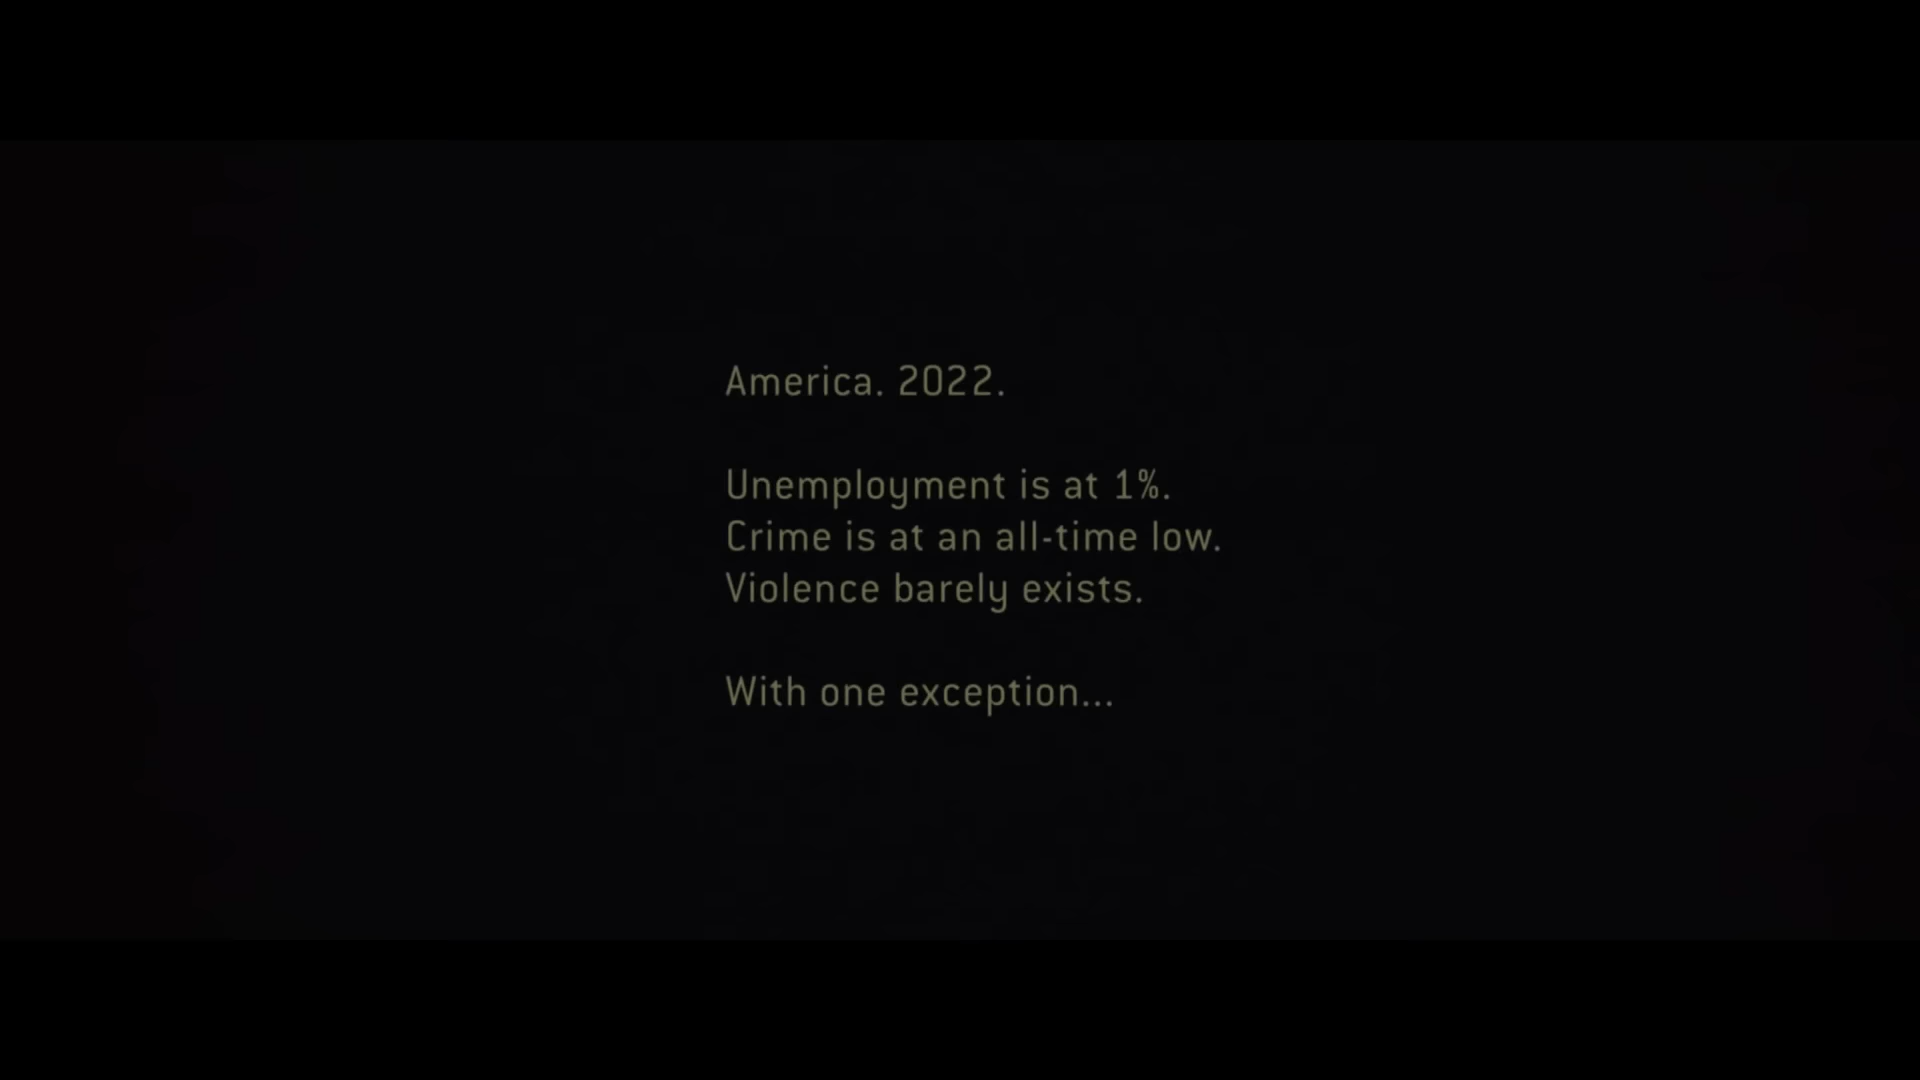 America. 2022.
Unemployment is at 1%.
Crime is at an all-time low.
Violence barely exists.
With one exception...